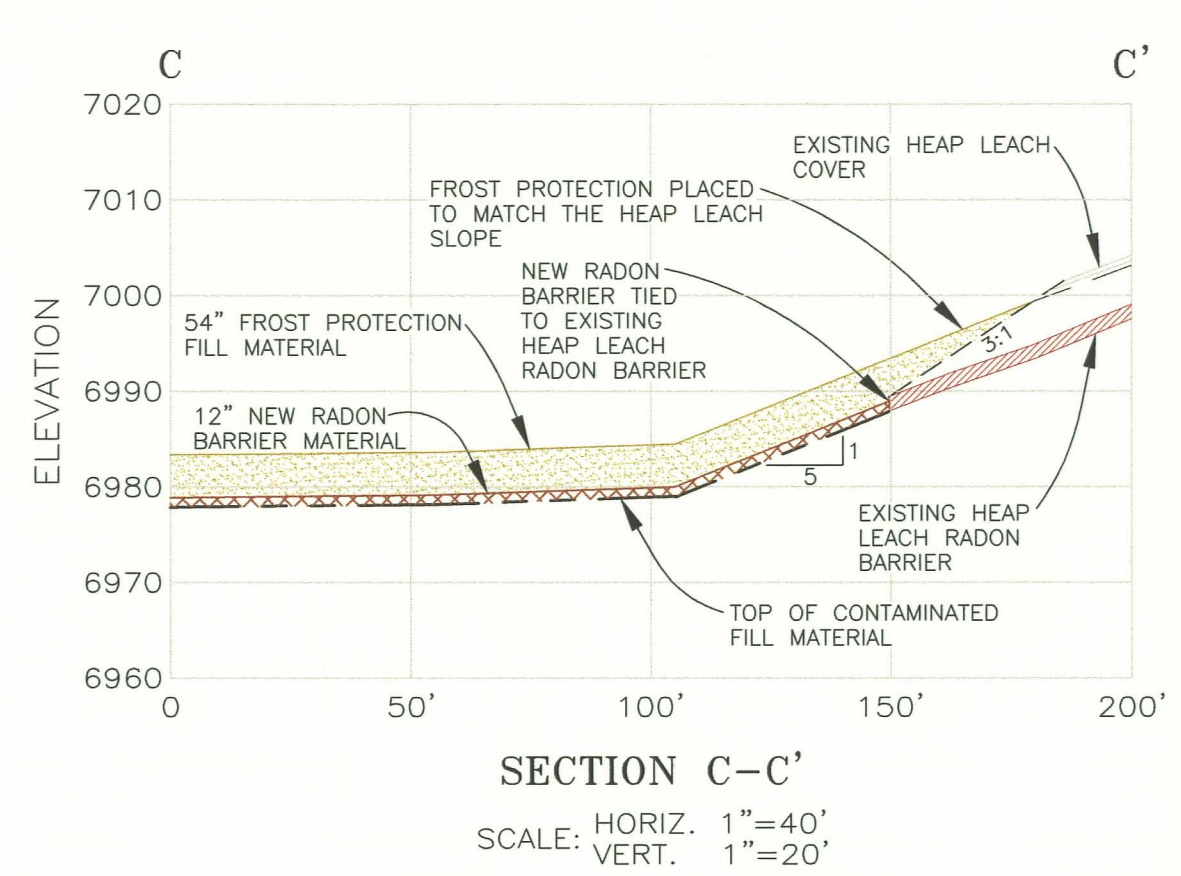 C
C'
7020
7010
7000
6990
6980
6970
6960
ELEVATION
EXISTING HEAP LEACH
COVER
FROST PROTECTION PLACED
TO MATCH THE HEAP LEACH
SLOPE
NEW RADON
BARRIER TIED
TO EXISTING
HEAP LEACH
RADON BARRIER
54" FROST PROTECTION
FILL MATERIAL
12" NEW RADON
BARRIER MATERIAL
3:1
1
5
EXISTING HEAP
LEACH RADON
BARRIER
TOP OF CONTAMINATED
FILL MATERIAL
0
50'
100'
150'
200'
SECTION C-C'
SCALE: HORIZ. 1"=40'
VERT. 1"=20'